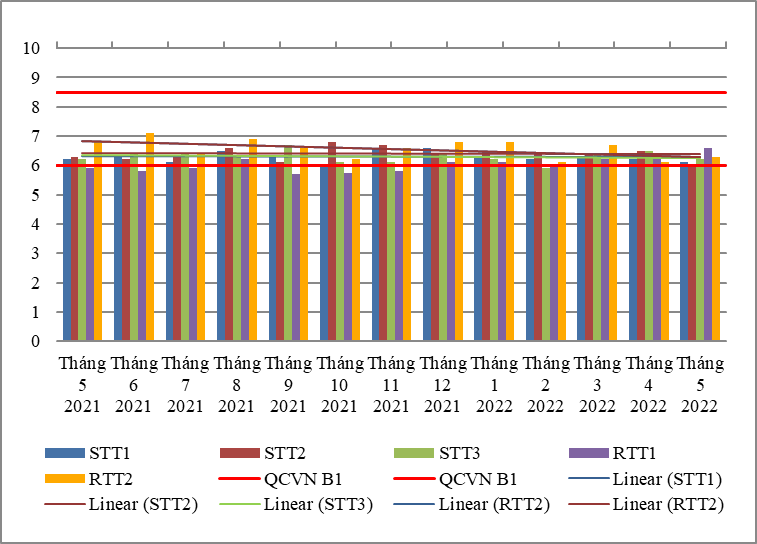 10
9
8
7
6
5
4
3
2
1
0
Tháng Tháng Tháng Tháng Tháng Tháng Tháng Tháng Tháng Tháng Tháng Tháng Tháng
5 6 7 8 9 10 11 12 1 2 3 4 5
2021 2021 2021 2021 2021 2021 2021 2021 2022 2022 2022 2022 2022
STT1 STT2 STT3 RTT1
RTT2 QCVN B1 QCVN B1 Linear (STT1)
Linear (STT2) Linear (STT3) Linear (RTT2) Linear (RTT2)